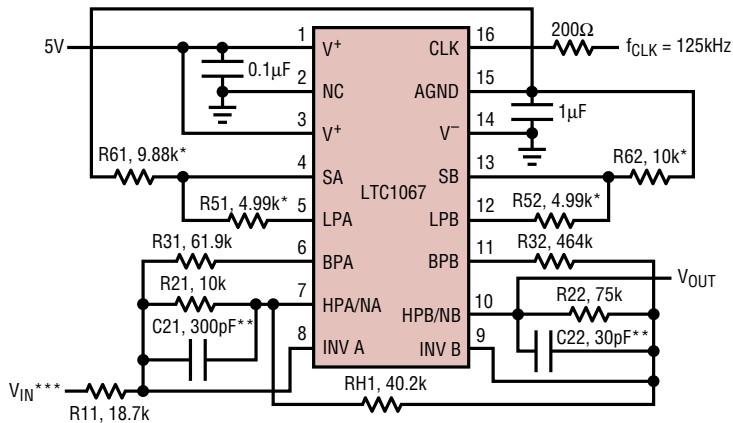 200Ω
5V
1
V+
CLK
16
fCLK = 125kHz
0.1µF
2
NC
AGND
15
1µF
3
V+
V–
14
R61, 9.88k*
4
SA
SB
13
R62, 10k*
LTC1067
R51, 4.99k*
5
LPA
LPB
12
R52, 4.99k*
R31, 61.9k
6
BPA
BPB
11
R32, 464k
R21, 10k
7
HPA/NA
HPB/NB
10
R22, 75k
VOUT
C21, 300pF**
8
INV A
INV B
9
C22, 30pF**
VIN***
R11, 18.7k
RH1, 40.2k